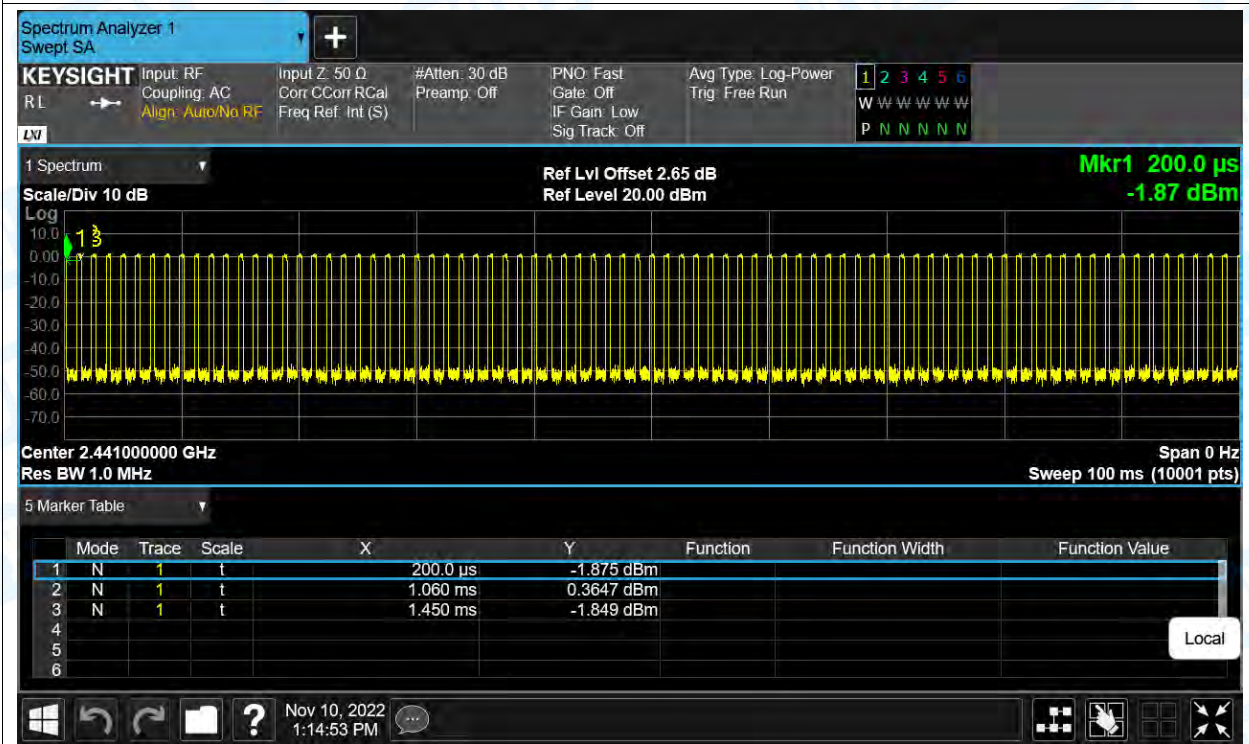 Spectrum Analyzer 1
Swept SA
+
KEYSIGHT Input: RF Input Z: 50 Ω #Atten: 30 dB PNO: Fast Avg Type: Log-Power 1 2 3 4 5 6
R L Coupling: AC Corr CCorr RCal Preamp: Off Gate: Off Trig: Free Run W W W W W W
Align: Auto/No RF Freq Ref: Int (S) IF Gain: Low
LXI Sig Track: Off P N N N N N
1 Spectrum Ref Lvl Offset 2.65 dB Mkr1 200.0 µs
Scale/Div 10 dB Ref Level 20.00 dBm -1.87 dBm
Log
10.0 1 3
0.00
-10.0
-20.0
-30.0
-40.0
-50.0
-60.0
-70.0
Center 2.441000000 GHz Span 0 Hz
Res BW 1.0 MHz Sweep 100 ms (10001 pts)
5 Marker Table
Mode Trace Scale X Y Function Function Width Function Value
1 N 1 t 200.0 µs -1.875 dBm
2 N 1 t 1.060 ms 0.3647 dBm
3 N 1 t 1.450 ms -1.849 dBm
4
5
6
Local
? Nov 10, 2022
1:14:53 PM